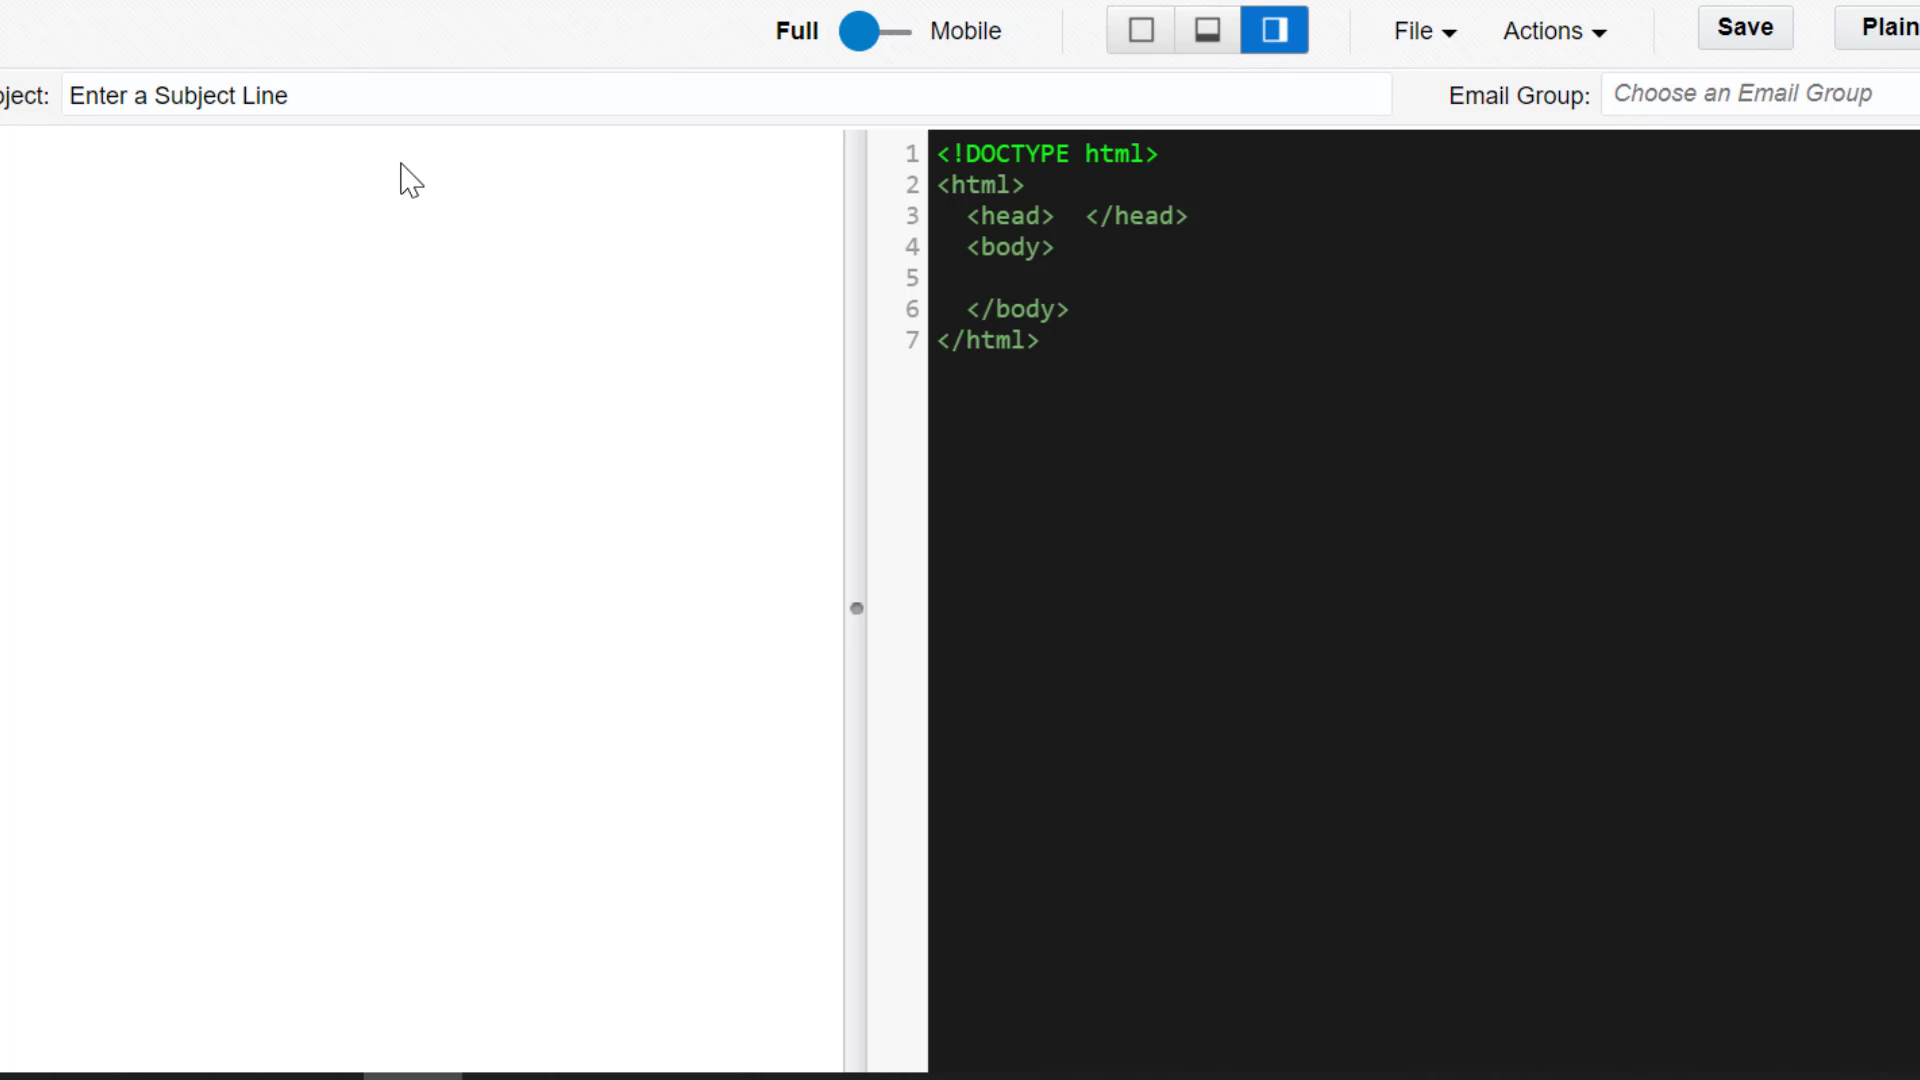 Full Mobile File Actions Save Plain
ject: Enter a Subject Line Email Group: Choose an Email Group
1 <!DOCTYPE html>
2 <html>
3 <head> </head>
4 <body>
5
6 </body>
7 </html>